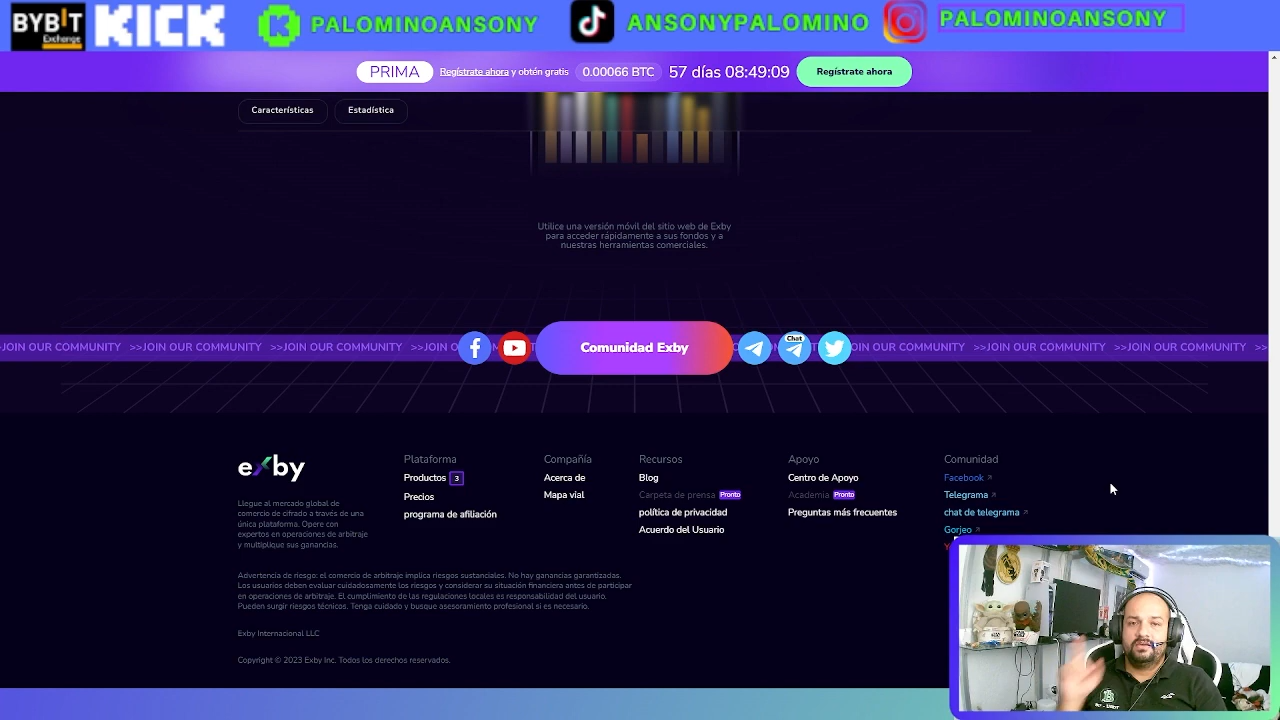 BYBIT
Exchange
KICK
PALOMINOANSONY
ANSONYPALOMINO
PALOMINOANSONY
PRIMA
Regístrate ahora y obtén gratis
0.00066 BTC
57 días 08:49:09
Regístrate ahora
Características
Estadística
Utilice una versión móvil del sitio web de Exby
para acceder rápidamente a sus fondos y a
nuestras herramientas comerciales.
JOIN OUR COMMUNITY >>JOIN OUR COMMUNITY >>JOIN OUR COMMUNITY >>JOIN O
Comunidad Exby
Chat
OIN OUR COMMUNITY >>JOIN OUR COMMUNITY >>JOIN OUR COMMUNITY >>
exby
Llegue al mercado global de
comercio de cifrado a través de una
única plataforma. Opere con
expertos en operaciones de arbitraje
y multiplique sus ganancias.
Plataforma
Productos 3
Precios
programa de afiliación
Compañía
Acerca de
Mapa vial
Recursos
Blog
Carpeta de prensa Pronto
política de privacidad
Acuerdo del Usuario
Apoyo
Centro de Apoyo
Academia Pronto
Preguntas más frecuentes
Comunidad
Facebook
Telegrama
chat de telegrama
Gorjeo
Advertencia de riesgo: el comercio de arbitraje implica riesgos sustanciales. No hay ganancias garantizadas.
Los usuarios deben evaluar cuidadosamente los riesgos y considerar su situación financiera antes de participar
en operaciones de arbitraje. El cumplimiento de las regulaciones locales es responsabilidad del usuario.
Pueden surgir riesgos técnicos. Tenga cuidado y busque asesoramiento profesional si es necesario.
Exby Internacional LLC
Copyright © 2023 Exby Inc. Todos los derechos reservados.